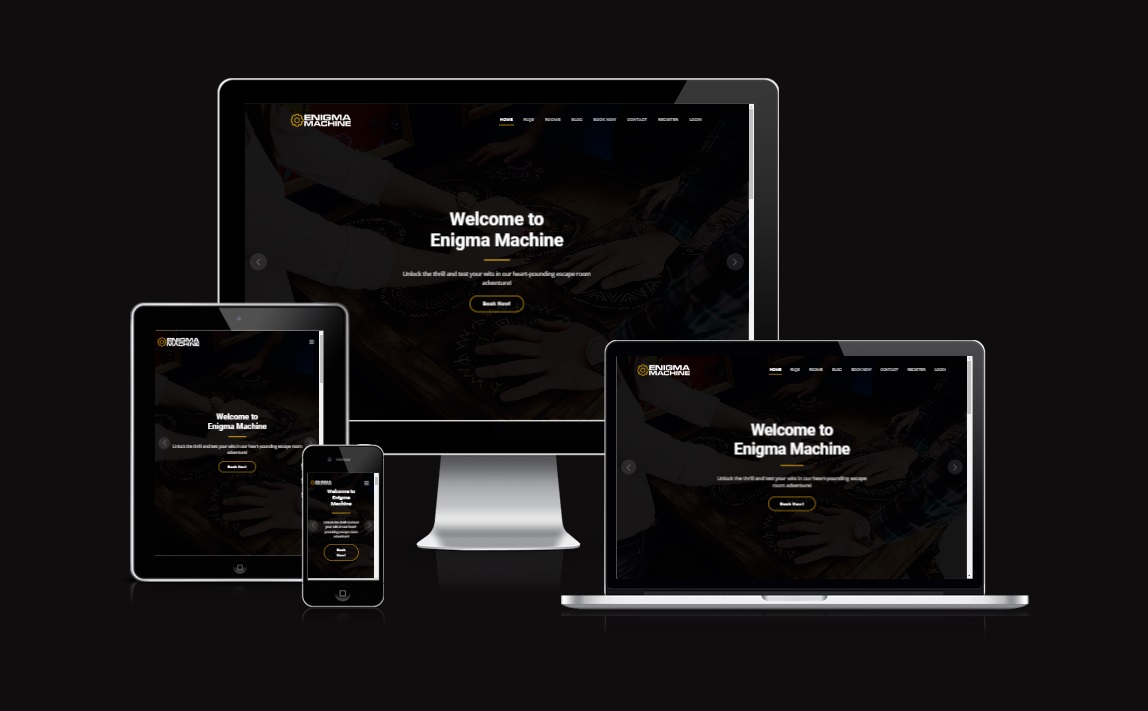 ENIGMA
MACHINE
HOME FAQS ROOMS BLOG BOOK NOW CONTACT REGISTER LOGIN
Welcome to
Enigma Machine
Unlock the thrill and test your wits in our heart-pounding escape room
adventure!
Book Now!
ENIGMA
MACHINE
Welcome to
Enigma Machine
Unlock the thrill and test your wits in our heart-pounding escape room
adventure!
Book Now!
ENIGMA
MACHINE
Welcome to
Enigma
Machine
Unlock the thrill and test
your wits in our heart-
pounding escape room
adventure!
Book
Now!
ENIGMA
MACHINE
HOME FAQS ROOMS BLOG BOOK NOW CONTACT REGISTER LOGIN
Welcome to
Enigma Machine
Unlock the thrill and test your wits in our heart-pounding escape
room adventure!
Book Now!